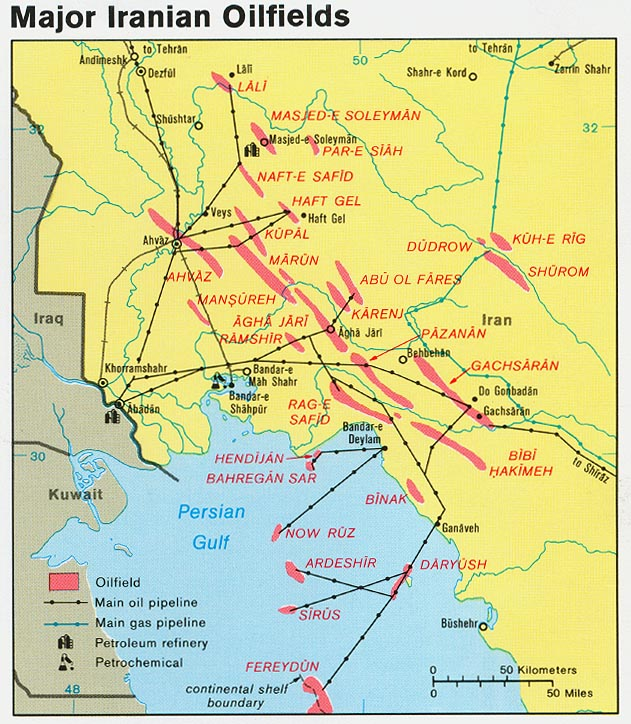 Major Iranian Oilfields
to Tehrān
50
to Tehrān
Andīmeshk
Dezfūl
Lālī
Shahr-e Kord
Zarrīn Shahr
LĀLĪ
Shūshtar
MASJED-E SOLEYMĀN
32
32
Masjed-e Soleymān
PAR-E SĪĀH
NAFT-E SAFĪD
Veys
HAFT GEL
Haft Gel
KŪPĀL
Ahvāz
DŪDROW
KŪH-E RĪG
MĀRŪN
AHVĀZ
ABŪ OL FĀRES
SHŪROM
MANṢŪREH
KĀRENJ
Iraq
ĀGHĀ JĀRĪ
Āghā Jārī
Iran
RĀMSHĪR
PĀZANĀN
Behbehān
GACHSĀRĀN
Khorramshahr
Bandar-e
Māh Shahr
Do Gonbadān
Ābādān
Bandar-e
Shāhpūr
RAG-E
SAFĪD
Gachsārān
Bandar-e
Deylam
30
30
HENDĪJĀN
BĪBĪ
ḤAKĪMEH
to Shīrāz
BAHREGĀN SAR
Kuwait
BĪNAK
Persian
Gulf
NOW RŪZ
Ganāveh
ARDESHĪR
DĀRYŪSH
Oilfield
Main oil pipeline
SĪRŪS
Main gas pipeline
Būshehr
Petroleum refinery
Petrochemical
FEREYDŪN
continental shelf
boundary
0
50 Kilometers
0
50 Miles
48